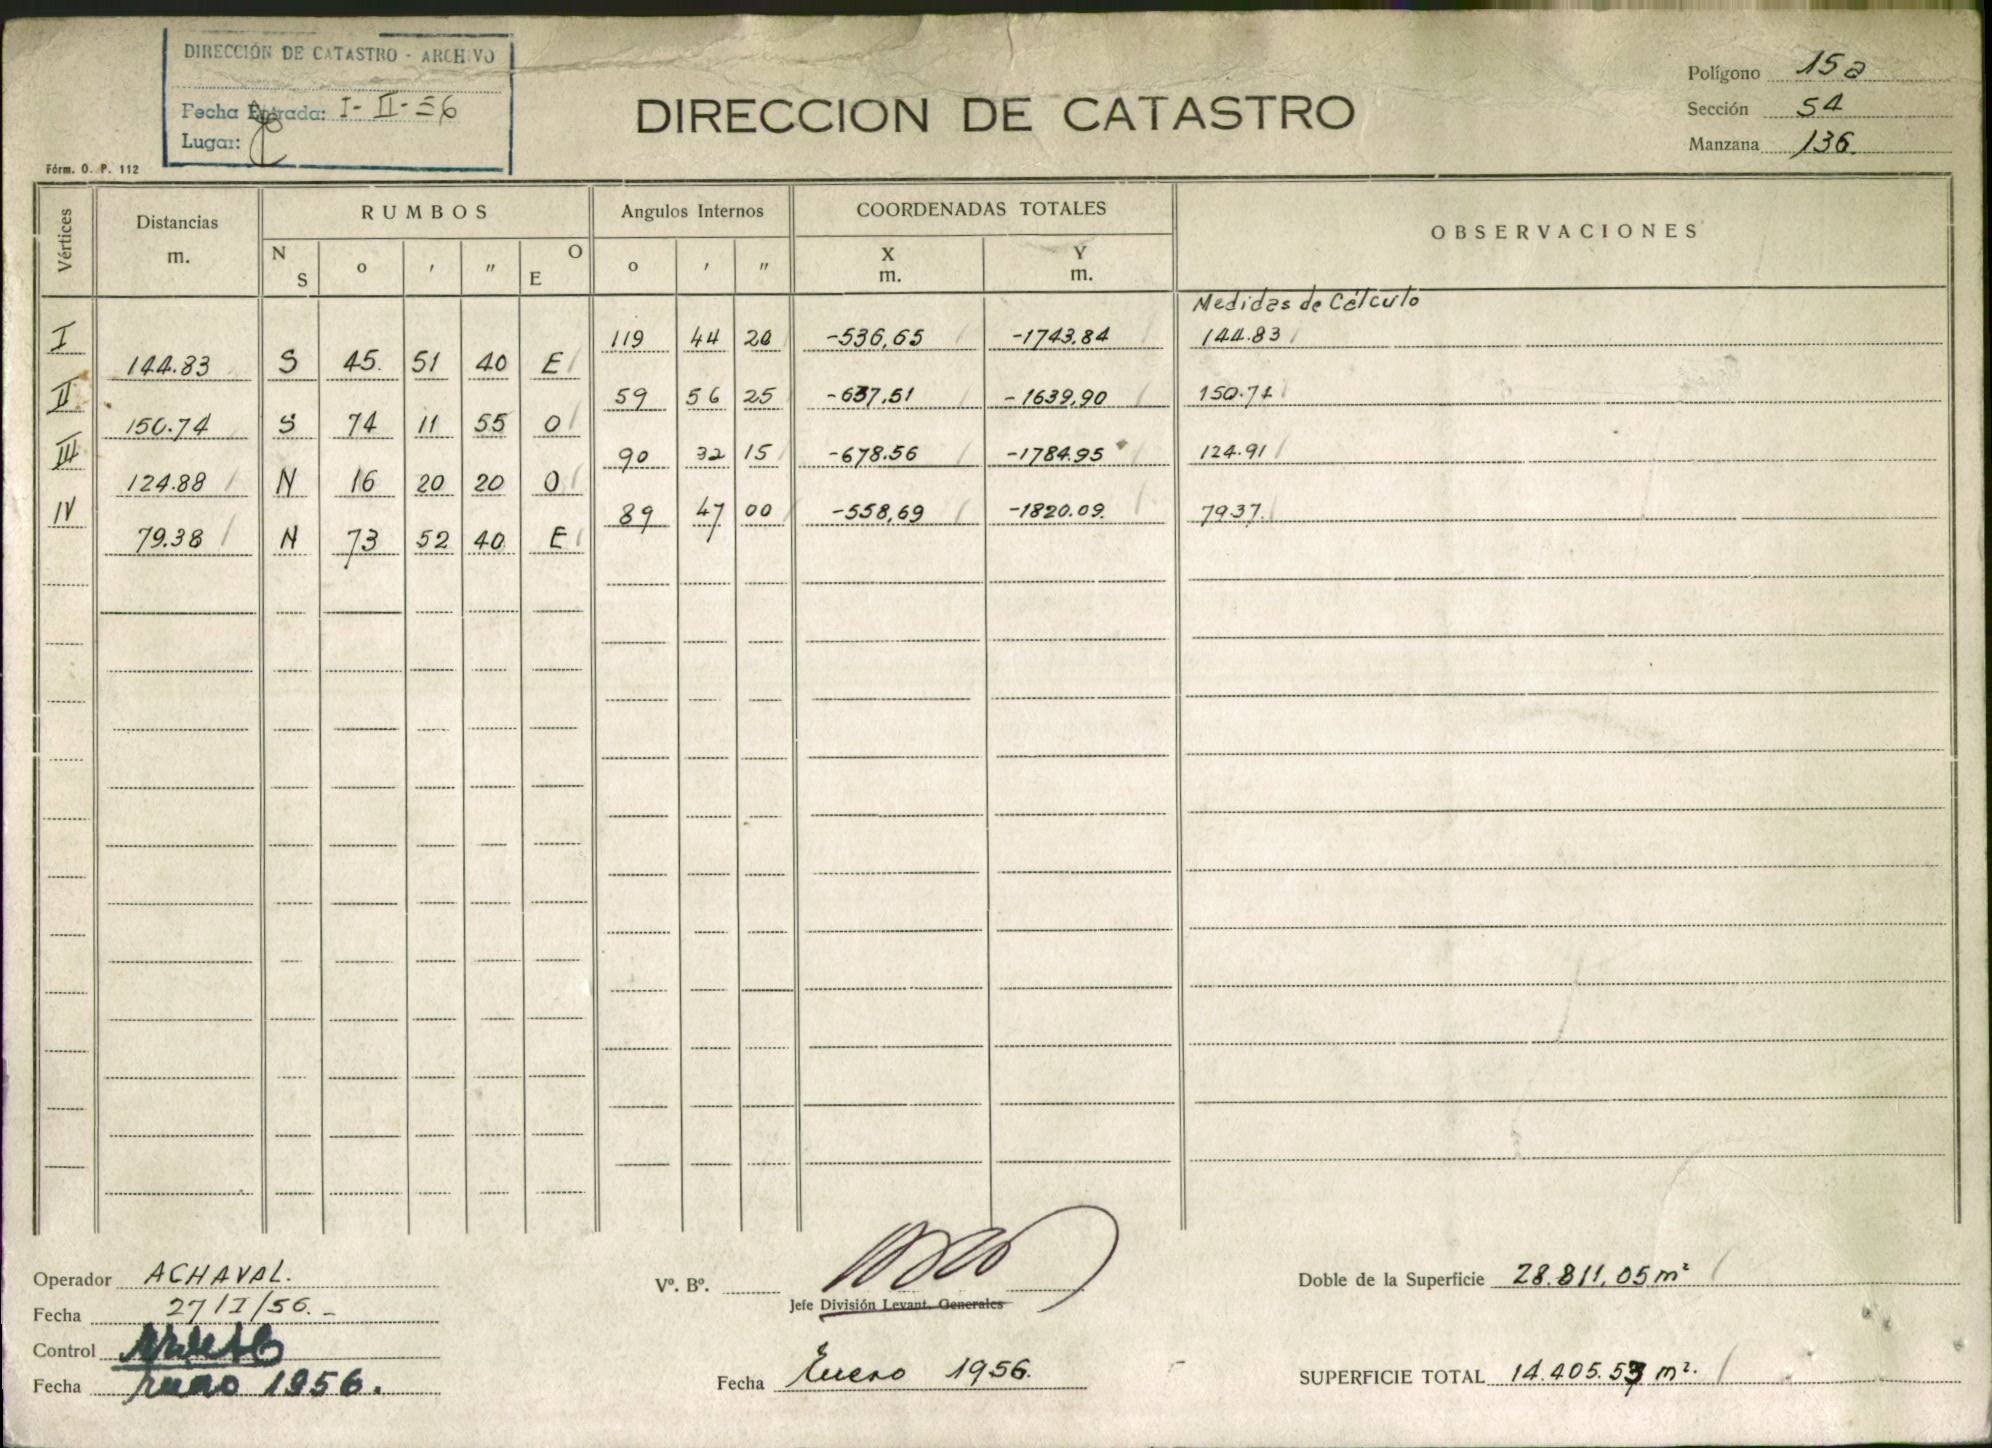 DIRECCIÓN DE CATASTRO - ARCHIVO
Fecha Entrada: I-II-56
Lugar:
DIRECCION DE CATASTRO
Polígono 15a
Sección 54
Manzana 136.
Fórm. O. P. 112
Vértices Distancias m. RUMBOS Angulos Internos COORDENADAS TOTALES OBSERVACIONES
N S o ' " O E o ' " X m. Y m.
Medidas de Cálculo
I 119 44 20 -536,65 -1743,84 144.83
144.83 S 45. 51 40 E
II 59 56 25 -637,51 -1639,90 150.74
150.74 S 74 11 55 O
III 90 32 15 -678.56 -1784.95 124.91
124.88 N 16 20 20 O
IV 89 47 00 -558,69 -1820.09. 7937.
79.38 N 73 52 40 E
Operador ACHAVAL.
Fecha 27/I/56.-
Control
Fecha Enero 1956.
Vº. Bº.
Jefe División Levant. Generales
Fecha Enero 1956.
Doble de la Superficie 28.811,05 m²
SUPERFICIE TOTAL 14.405.53 m².